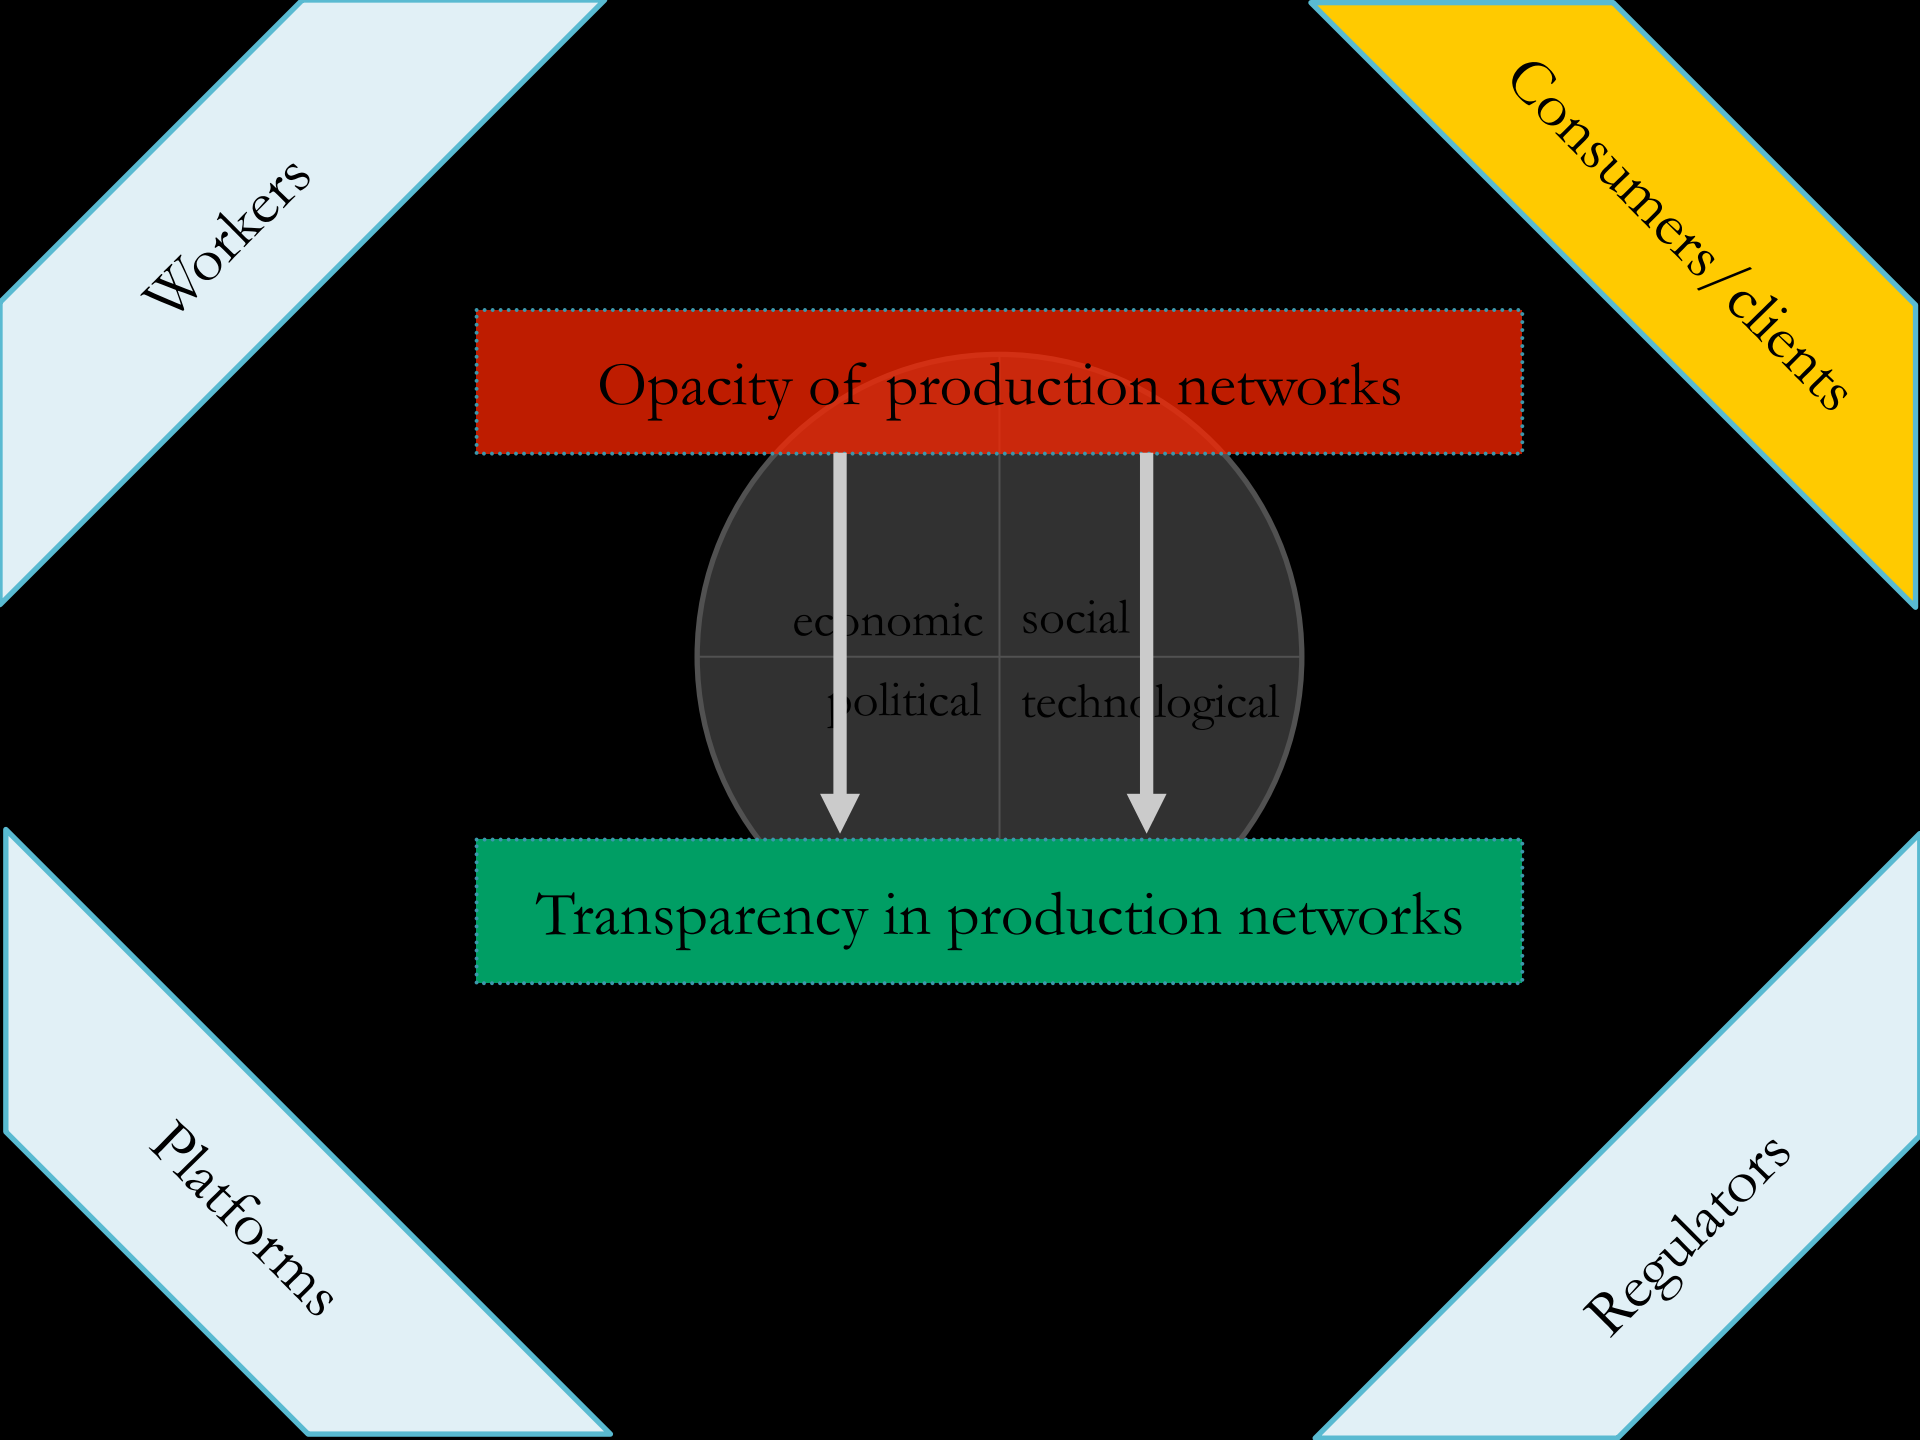 Workers
Consumers/clients
Opacity of production networks
economic
social
political
technological
Transparency in production networks
Platforms
Regulators